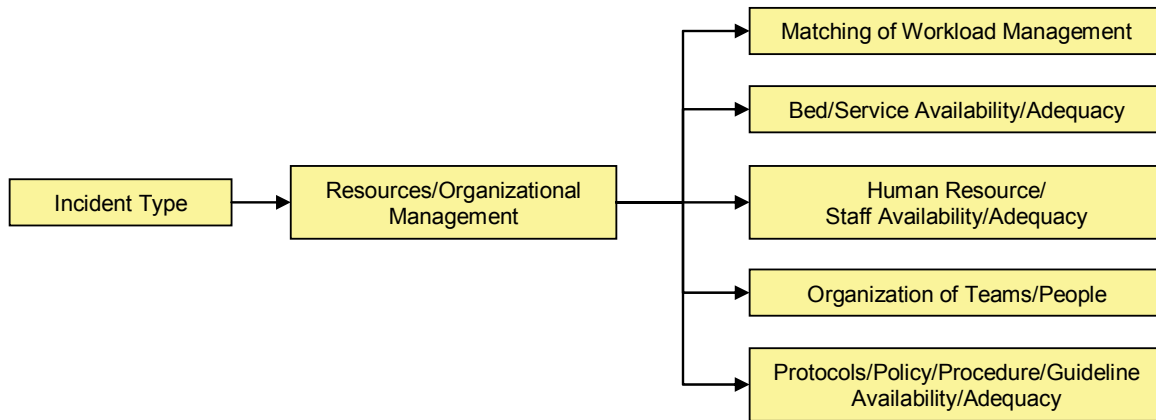 Incident Type
Resources/Organizational
Management
Matching of Workload Management
Bed/Service Availability/Adequacy
Human Resource/
Staff Availability/Adequacy
Organization of Teams/People
Protocols/Policy/Procedure/Guideline
Availability/Adequacy